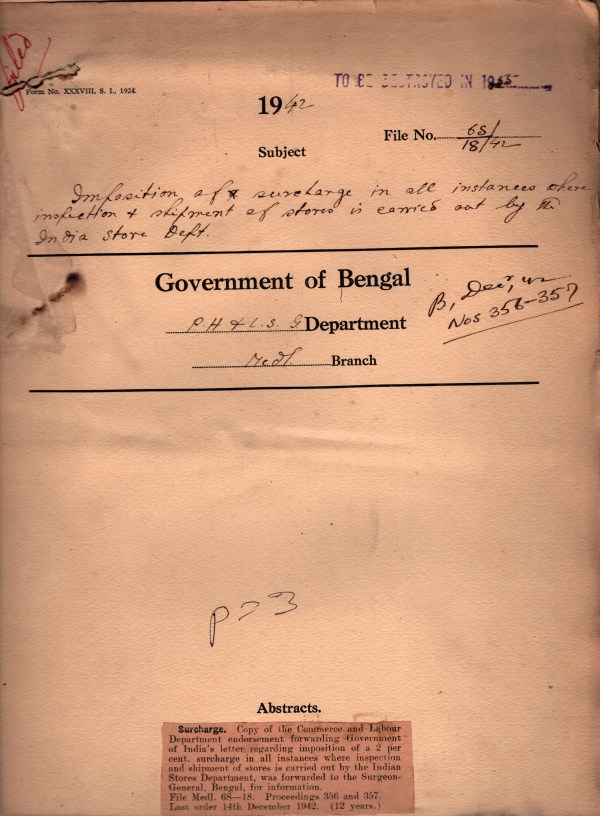 filed
Form No. XXXVIII, S. I., 1924.
TO BE DESTROYED IN 1955
1942
File No. 6S/
18/42
Subject
Imposition of surcharge in all instances where
inspection & shipment of stores is carried out by the
India Store Dept.
Government of Bengal
P.H & L.S. G Department
Medl. Branch
B, Decr, 42
Nos 356-357
Abstracts.
Surcharge. Copy of the Commerce and Labour
Department endorsement forwarding Government
of India's letter regarding imposition of a 2 per
cent. surcharge in all instances where inspection
and shipment of stores is carried out by the Indian
Stores Department, was forwarded to the Surgeon-
General, Bengal, for information.
File Medl. 6S—18. Proceedings 356 and 357.
Last order 14th December 1942. (12 years.)